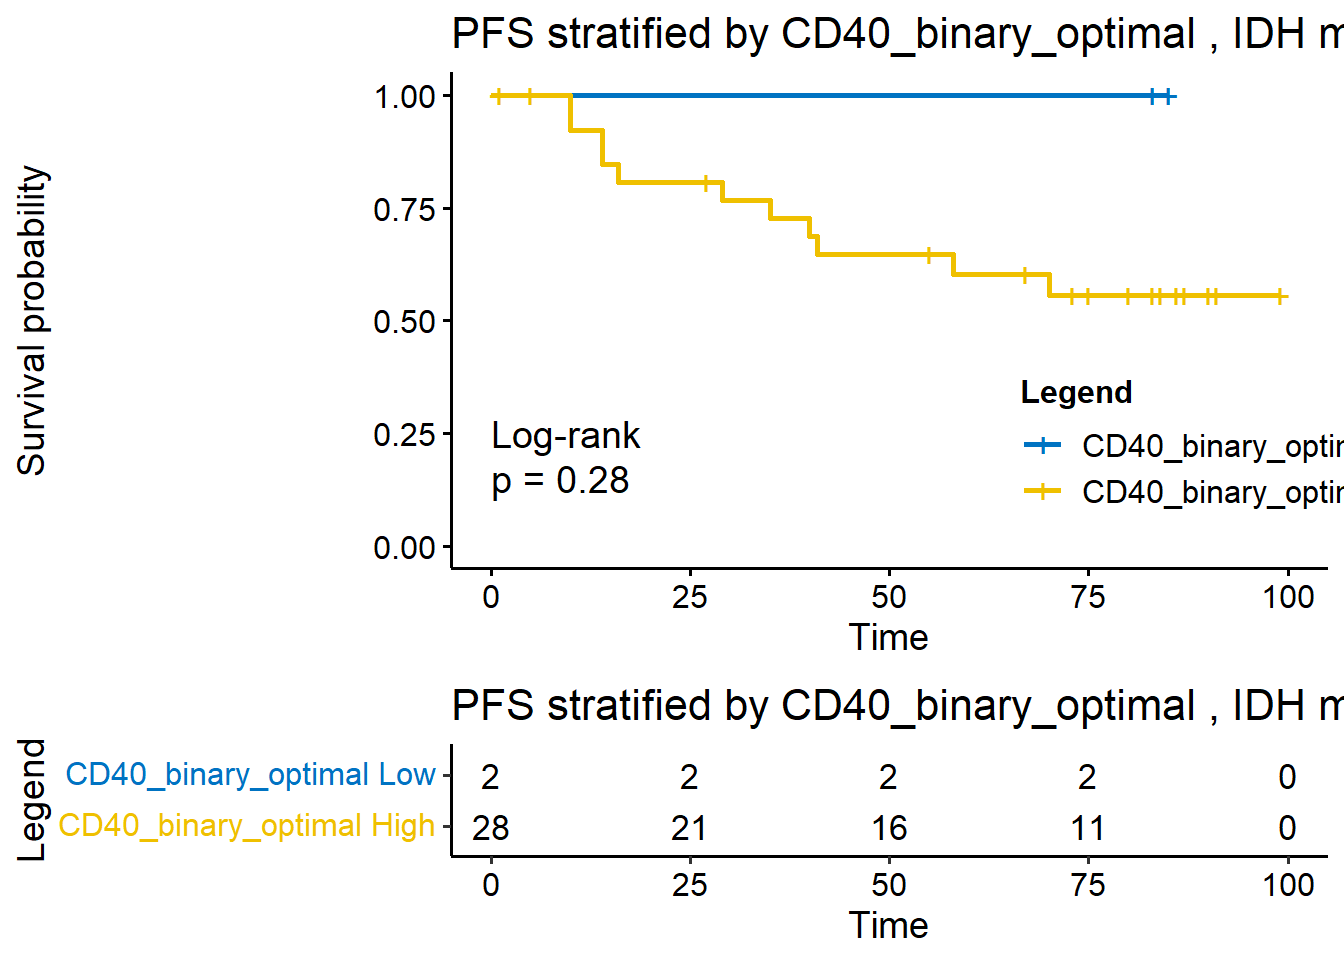 PFS stratified by CD40_binary_optimal , IDH m
Survival probability
1.00
0.75
0.50
0.25
0.00
Log-rank
p = 0.28
Legend
CD40_binary_optin
CD40_binary_optin
0 25 50 75 100
Time
PFS stratified by CD40_binary_optimal , IDH m
Legend
CD40_binary_optimal Low 2 2 2 2 0
CD40_binary_optimal High 28 21 16 11 0
0 25 50 75 100
Time